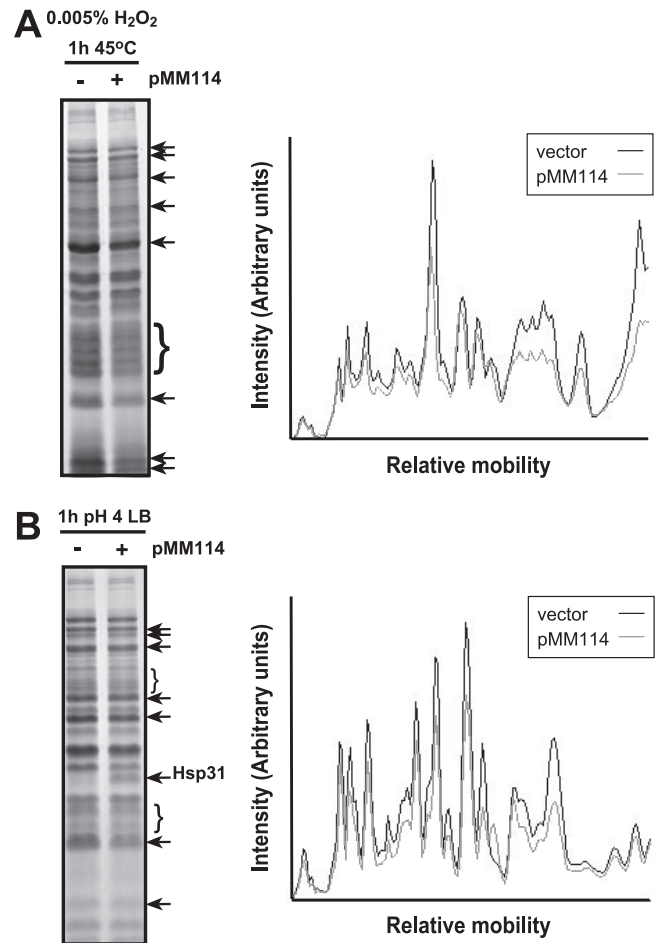 A
0.005% H₂O₂
1h 45ºC
- + pMM114
Intensity (Arbitrary units)
vector
pMM114
Relative mobility
B
1h pH 4 LB
- + pMM114
Hsp31
Intensity (Arbitrary units)
vector
pMM114
Relative mobility